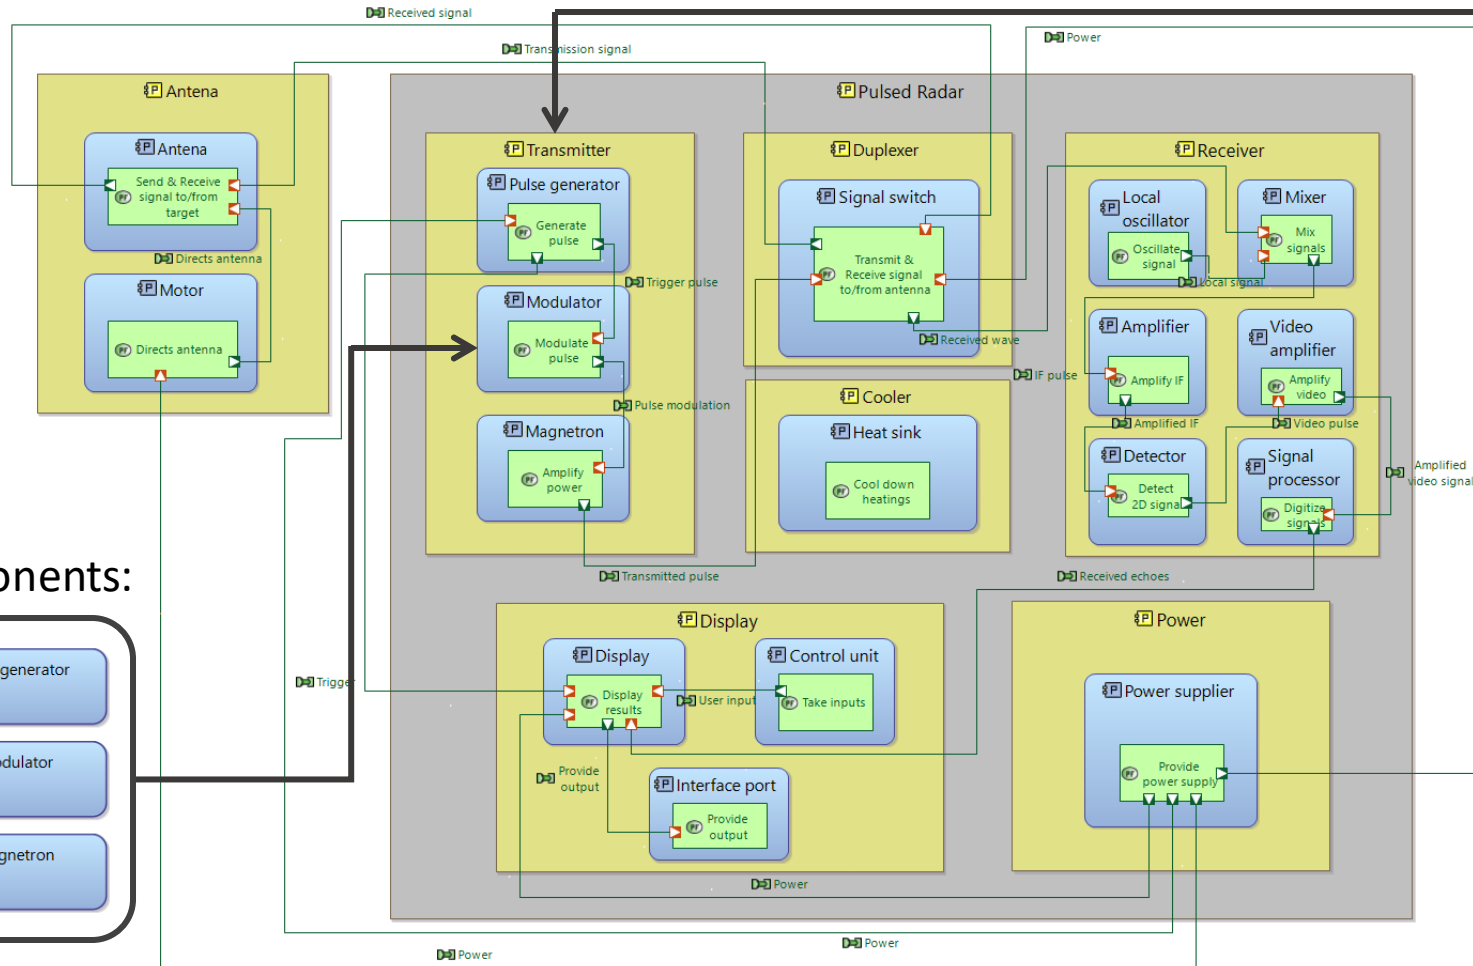 Received signal
Transmission signal
Power
Antena
Pulsed Radar
Antena
Send & Receive
signal to/from
target
Directs antenna
Motor
Directs antenna
Transmitter
Pulse generator
Generate
pulse
Trigger pulse
Modulator
Modulate
pulse
Pulse modulation
Magnetron
Amplify
power
Transmitted pulse
Duplexer
Signal switch
Transmit &
Receive signal
to/from antenna
Received wave
Cooler
Heat sink
Cool down
heatings
Receiver
Local
oscillator
Oscillate
signal
Mixer
Mix
signals
Local signal
IF pulse
Amplifier
Amplify IF
Amplified IF
Video
amplifier
Amplify
video
Video pulse
Detector
Detect
2D signal
Signal
processor
Digitize
signals
Amplified
video signal
Received echoes
onents:
generator
dulator
gnetron
Trigger
Display
Display
Display
results
User input
Control unit
Take inputs
Provide
output
Interface port
Provide
output
Power
Power supplier
Provide
power supply
Power
Power
Power